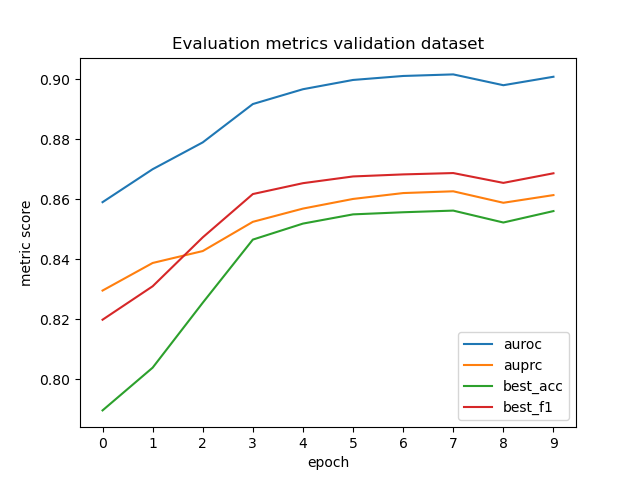 Evaluation metrics validation dataset
metric score
0.90
0.88
0.86
0.84
0.82
0.80
auroc
auprc
best_acc
best_f1
0 1 2 3 4 5 6 7 8 9
epoch